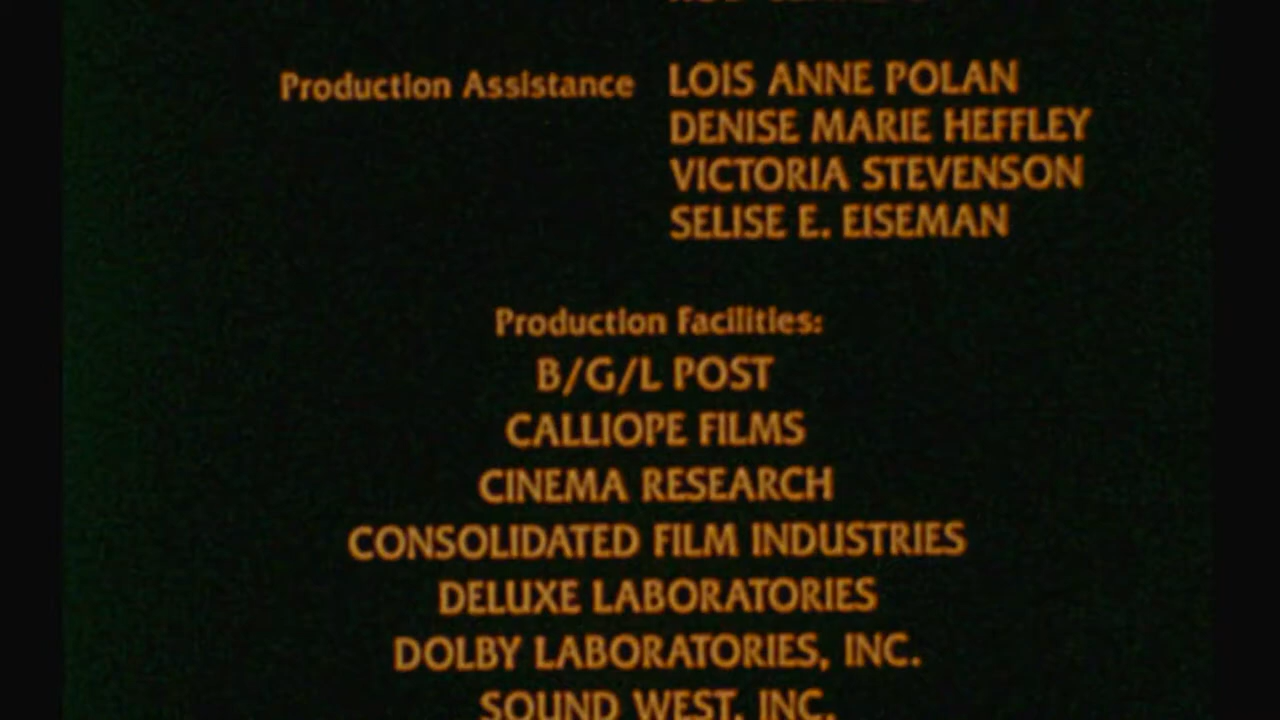 Production Assistance LOIS ANNE POLAN
DENISE MARIE HEFFLEY
VICTORIA STEVENSON
SELISE E. EISEMAN
Production Facilities:
B/G/L POST
CALLIOPE FILMS
CINEMA RESEARCH
CONSOLIDATED FILM INDUSTRIES
DELUXE LABORATORIES
DOLBY LABORATORIES, INC.
SOUND WEST, INC.